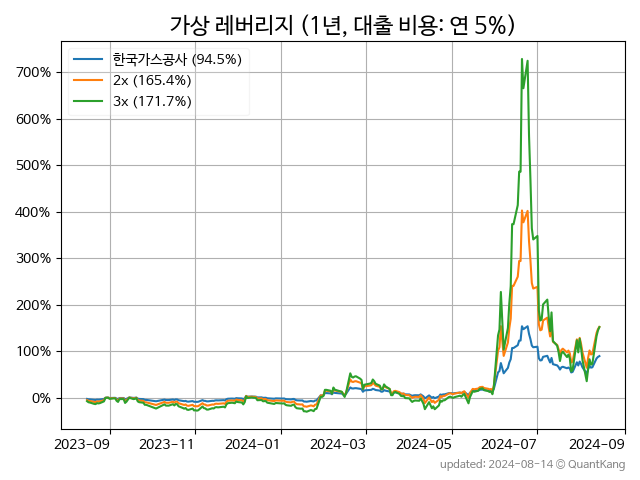 가상 레버리지 (1년, 대출 비용: 연 5%)
한국가스공사 (94.5%)
2x (165.4%)
3x (171.7%)
700%
600%
500%
400%
300%
200%
100%
0%
2023-09 2023-11 2024-01 2024-03 2024-05 2024-07 2024-09
updated: 2024-08-14 © QuantKang